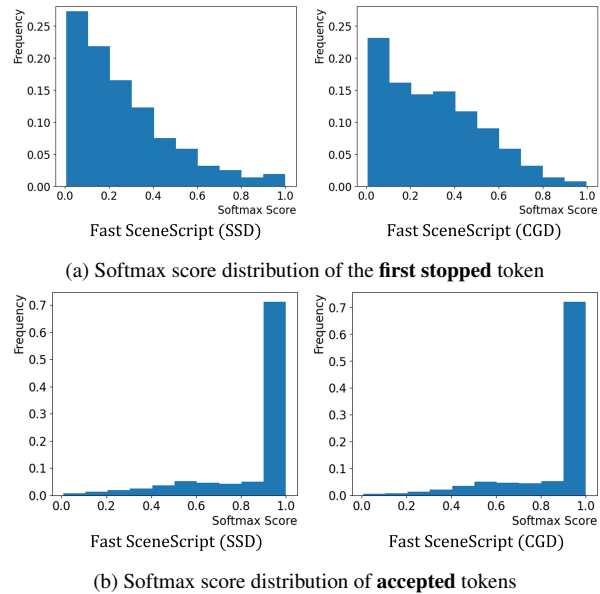 Frequency
0.25
0.20
0.15
0.10
0.05
0.00
0.0 0.2 0.4 0.6 0.8 1.0
Softmax Score
Fast SceneScript (SSD)
Frequency
0.25
0.20
0.15
0.10
0.05
0.00
0.0 0.2 0.4 0.6 0.8 1.0
Softmax Score
Fast SceneScript (CGD)
(a) Softmax score distribution of the first stopped token
Frequency
0.7
0.6
0.5
0.4
0.3
0.2
0.1
0.0
0.0 0.2 0.4 0.6 0.8 1.0
Softmax Score
Fast SceneScript (SSD)
Frequency
0.7
0.6
0.5
0.4
0.3
0.2
0.1
0.0
0.0 0.2 0.4 0.6 0.8 1.0
Softmax Score
Fast SceneScript (CGD)
(b) Softmax score distribution of accepted tokens